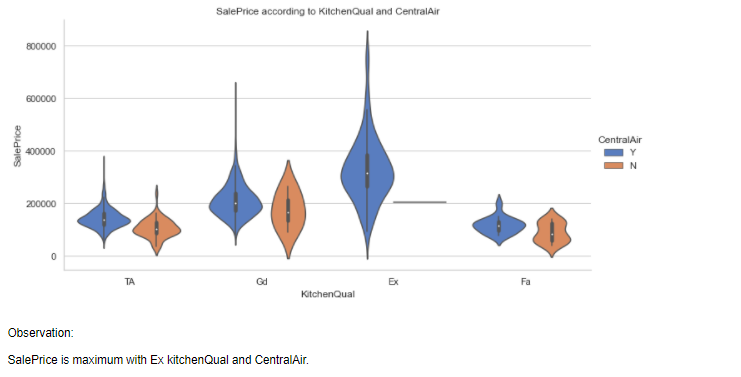 SalePrice according to KitchenQual and CentralAir
800000
600000
400000
200000
0
SalePrice
TA Gd Ex Fa
KitchenQual
CentralAir
Y
N
Observation:
SalePrice is maximum with Ex kitchenQual and CentralAir.